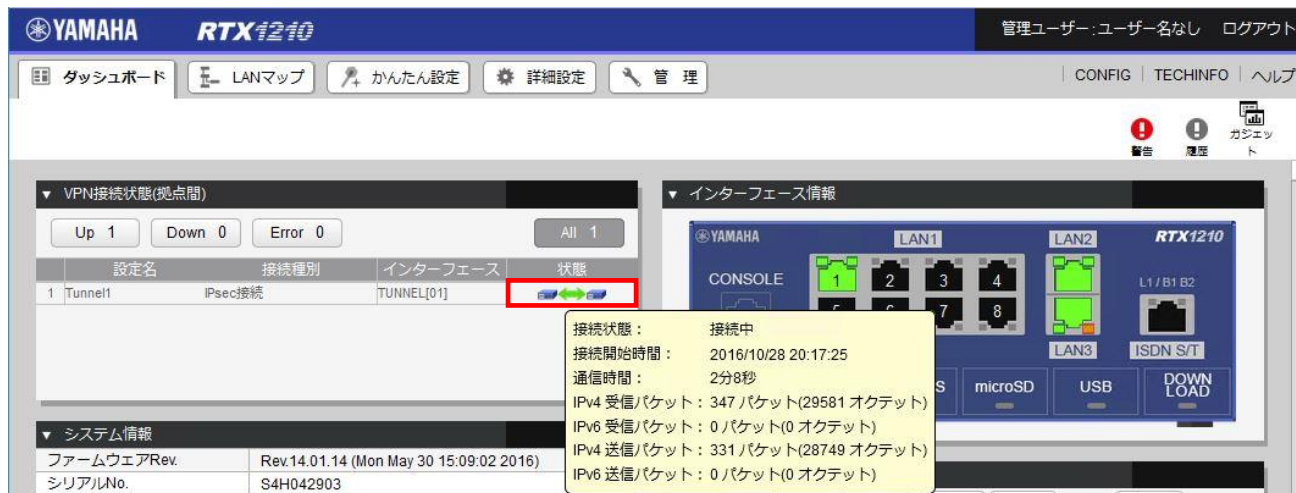 YAMAHA RTX1210 管理ユーザー:ユーザー名なし ログアウト
ダッシュボード LANマップ かんたん設定 詳細設定 管 理 CONFIG TECHINFO ヘルプ
警告 履歴 ガジェッ
ト
▼ VPN接続状態(拠点間)
Up 1 Down 0 Error 0 All 1
設定名 接続種別 インターフェース 状態
1 Tunnel1 IPsec接続 TUNNEL[01]
接続状態: 接続中
接続開始時間: 2016/10/28 20:17:25
通信時間: 2分8秒
IPv4 受信パケット: 347 パケット(29581 オクテット)
IPv6 受信パケット: 0 パケット(0 オクテット)
IPv4 送信パケット: 331 パケット(28749 オクテット)
IPv6 送信パケット: 0 パケット(0 オクテット)
▼ インターフェース情報
YAMAHA LAN1 LAN2 RTX1210
CONSOLE 1 2 3 4 L1 / B1 B2
7 8
LAN3 ISDN S/T
S microSD USB DOWN
LOAD
▼ システム情報
ファームウェアRev. Rev.14.01.14 (Mon May 30 15:09:02 2016)
シリアルNo. S4H042903